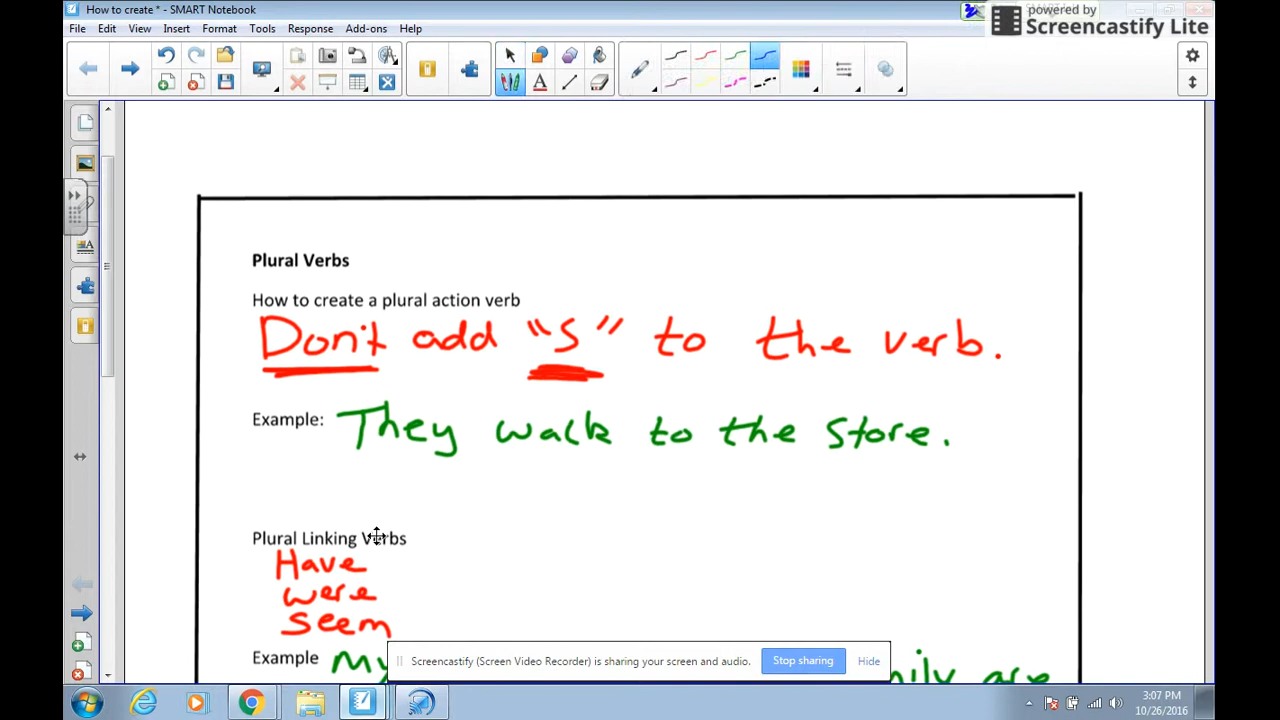 How to create * - SMART Notebook
powered by
Screencastify Lite
File Edit View Insert Format Tools Response Add-ons Help
Plural Verbs
How to create a plural action verb
Don't add "S" to the verb.
Example: They walk to the store.
Plural Linking Verbs
Have
were
seem
Example My
are
Screencastify (Screen Video Recorder) is sharing your screen and audio. Stop sharing Hide
3:07 PM
10/26/2016